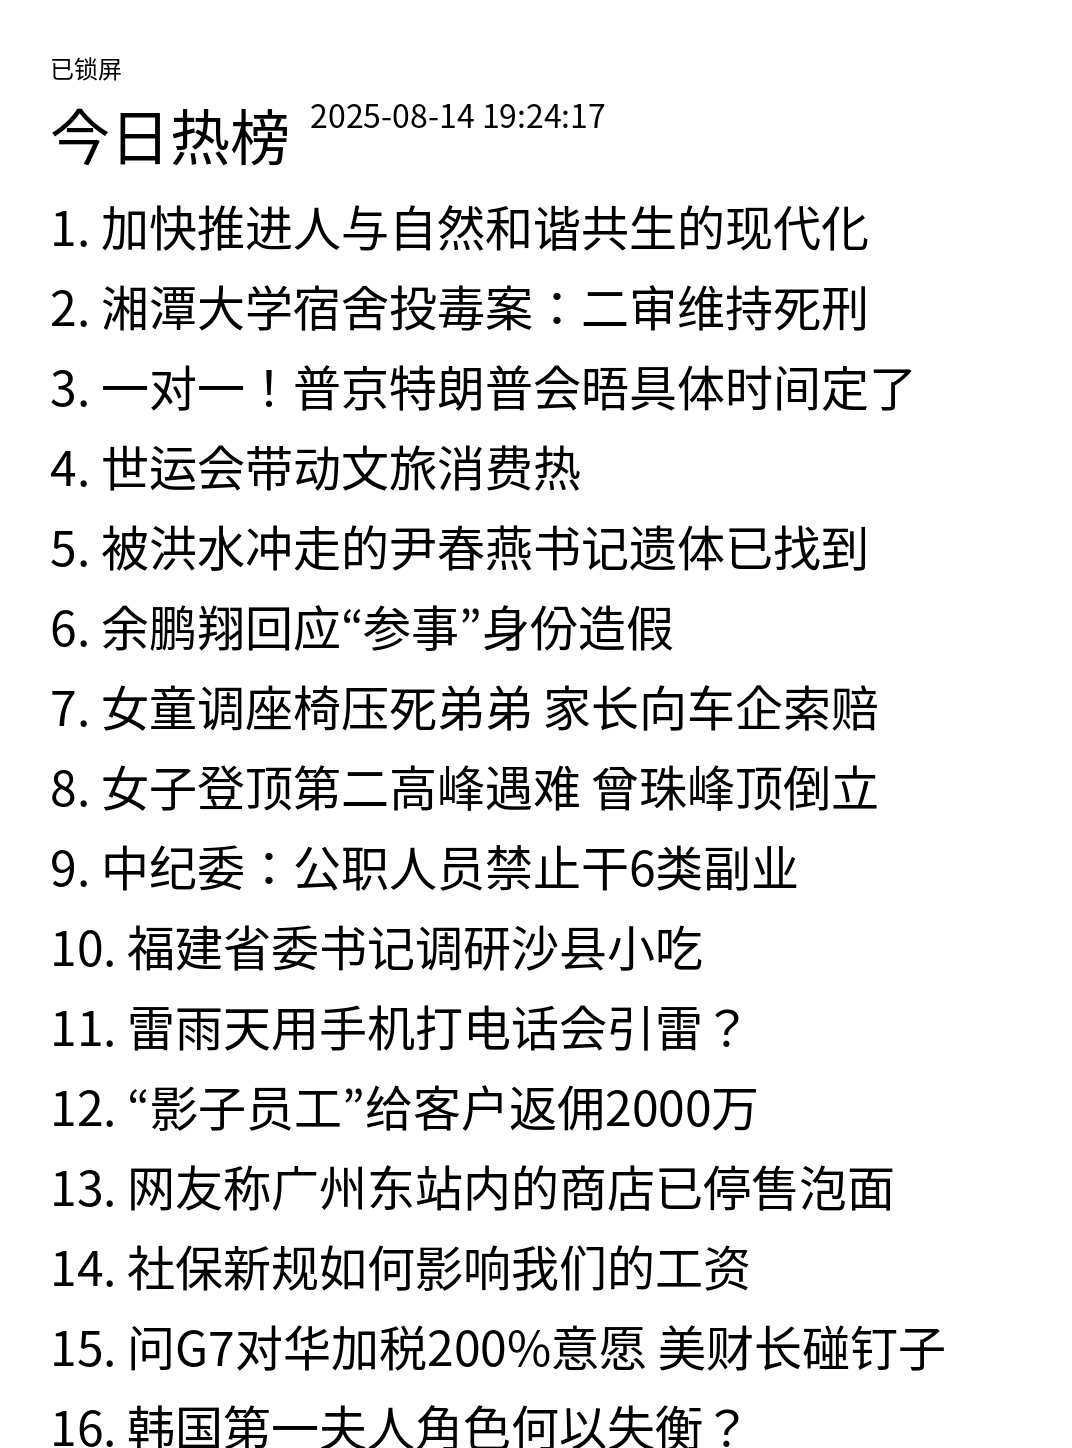 已锁屏
今日热榜 2025-08-14 19:24:17
1. 加快推进人与自然和谐共生的现代化
2. 湘潭大学宿舍投毒案：二审维持死刑
3. 一对一！普京特朗普会晤具体时间定了
4. 世运会带动文旅消费热
5. 被洪水冲走的尹春燕书记遗体已找到
6. 余鹏翔回应“参事”身份造假
7. 女童调座椅压死弟弟 家长向车企索赔
8. 女子登顶第二高峰遇难 曾珠峰顶倒立
9. 中纪委：公职人员禁止干6类副业
10. 福建省委书记调研沙县小吃
11. 雷雨天用手机打电话会引雷？
12. “影子员工”给客户返佣2000万
13. 网友称广州东站内的商店已停售泡面
14. 社保新规如何影响我们的工资
15. 问G7对华加税200%意愿 美财长碰钉子
16. 韩国第一夫人角色何以失衡？